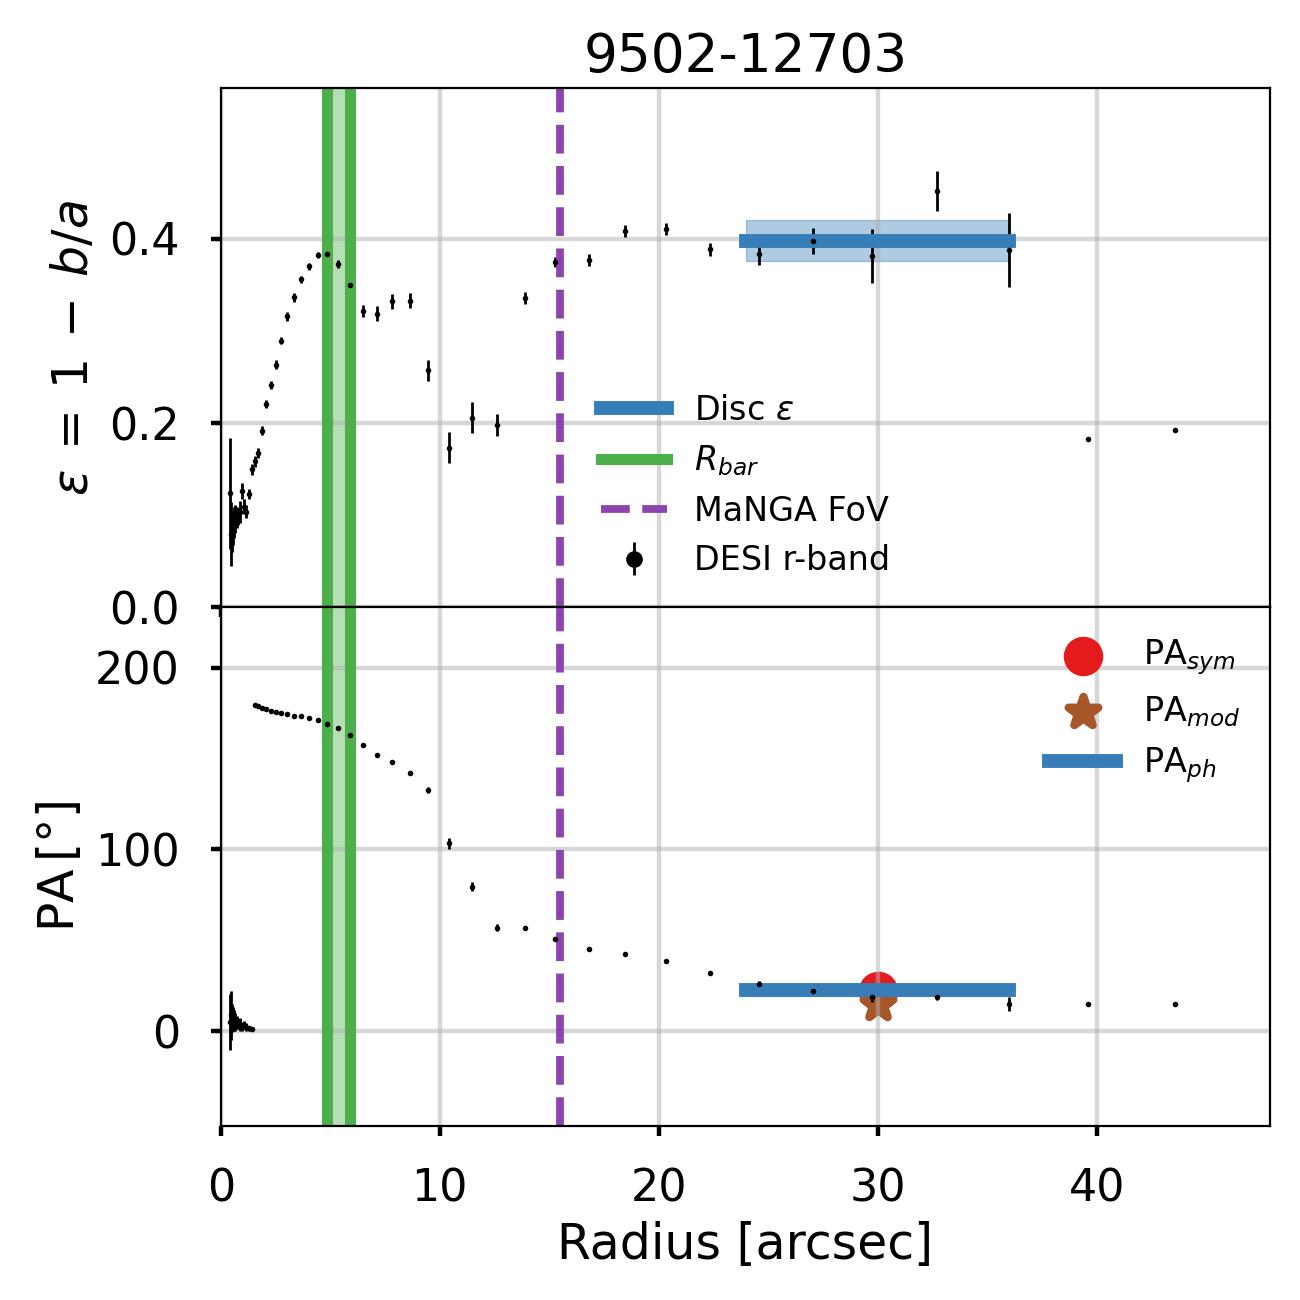 9502-12703
ε = 1 − b/a
0.4
0.2
0.0
Disc ε
R_bar
MaNGA FoV
DESI r-band
PA [°]
200
100
0
PA_sym
PA_mod
PA_ph
0 10 20 30 40
Radius [arcsec]